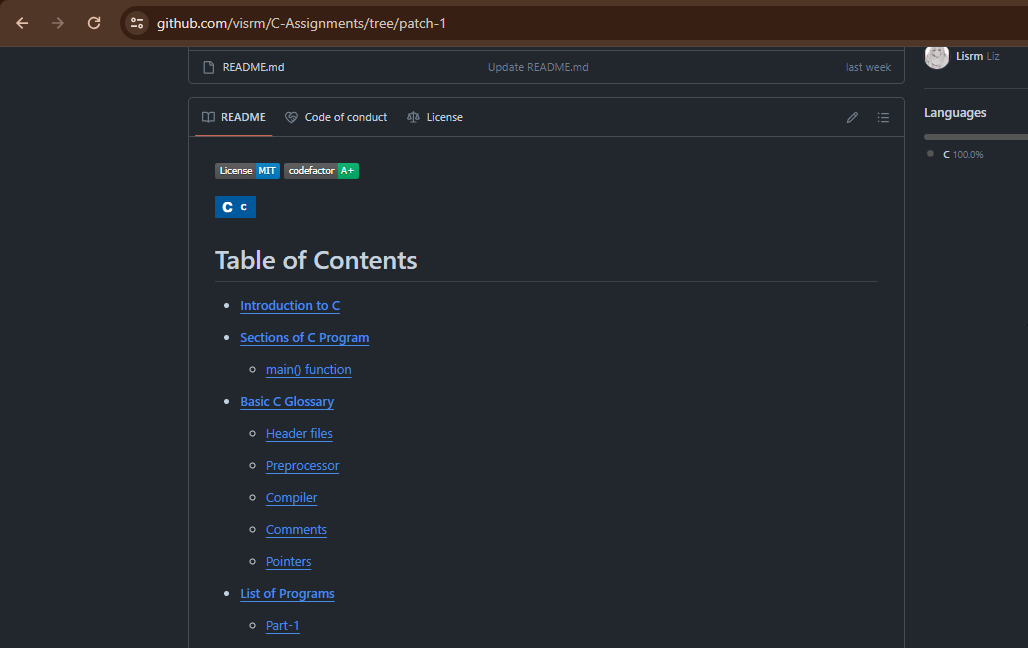 github.com/visrm/C-Assignments/tree/patch-1
README.md Update README.md last week
Lisrm Liz
README Code of conduct License
Languages
C 100.0%
License MIT codefactor A+
C c
Table of Contents
Introduction to C
Sections of C Program
main() function
Basic C Glossary
Header files
Preprocessor
Compiler
Comments
Pointers
List of Programs
Part-1